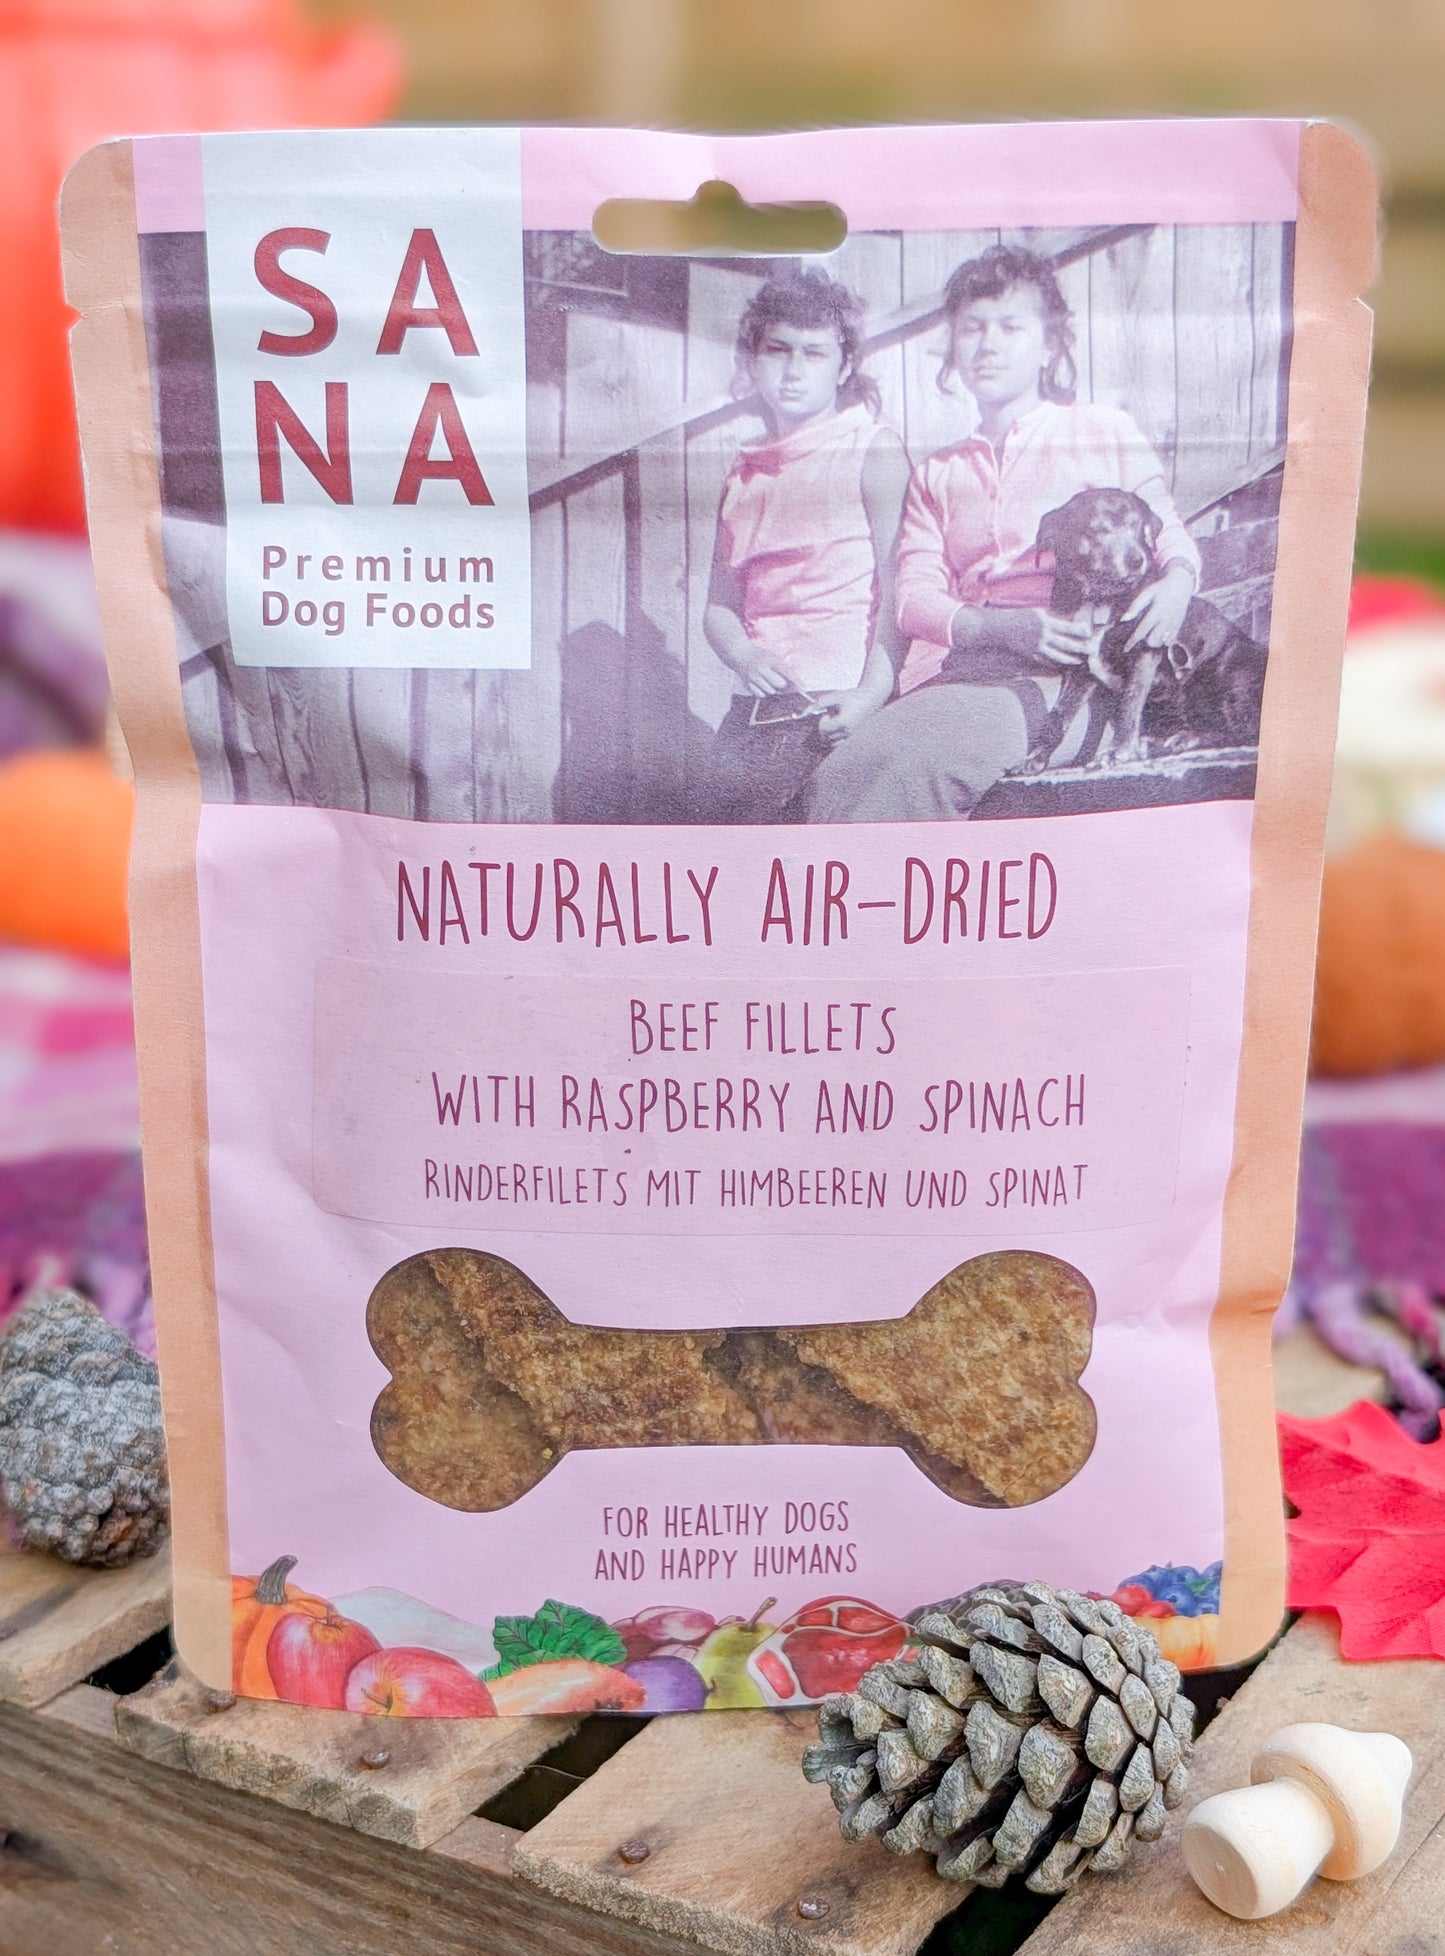 SA
NA
Premium
Dog Foods
NATURALLY AIR-DRIED
BEEF FILLETS
WITH RASPBERRY AND SPINACH
RINDERFILETS MIT HIMBEEREN UND SPINAT
FOR HEALTHY DOGS
AND HAPPY HUMANS